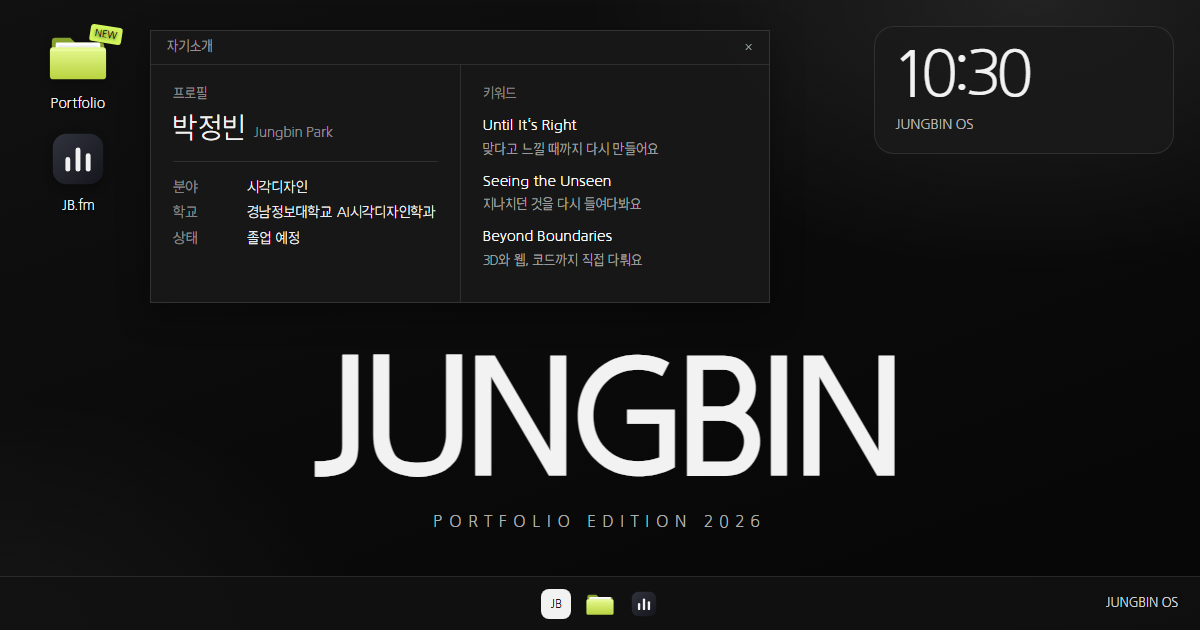 NEW
Portfolio
JB.fm
자기소개 ×
프로필
박정빈 Jungbin Park
분야 시각디자인
학교 경남정보대학교 AI시각디자인학과
상태 졸업 예정
키워드
Until It's Right
맞다고 느낄 때까지 다시 만들어요
Seeing the Unseen
지나치던 것을 다시 들여다봐요
Beyond Boundaries
3D와 웹, 코드까지 직접 다뤄요
10:30
JUNGBIN OS
JUNGBIN
PORTFOLIO EDITION 2026
JB
JUNGBIN OS